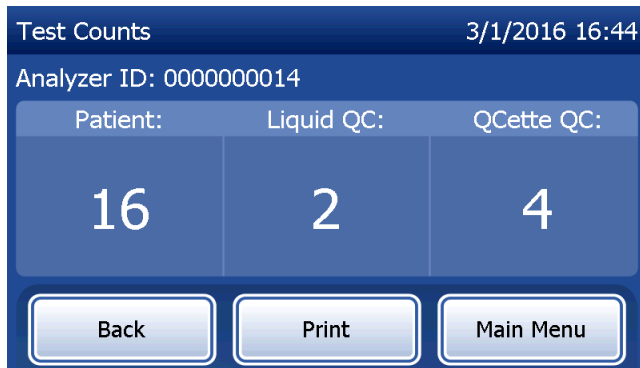 Test Counts 3/1/2016 16:44
Analyzer ID: 0000000014
Patient: Liquid QC: QCette QC:
16 2 4
Back Print Main Menu